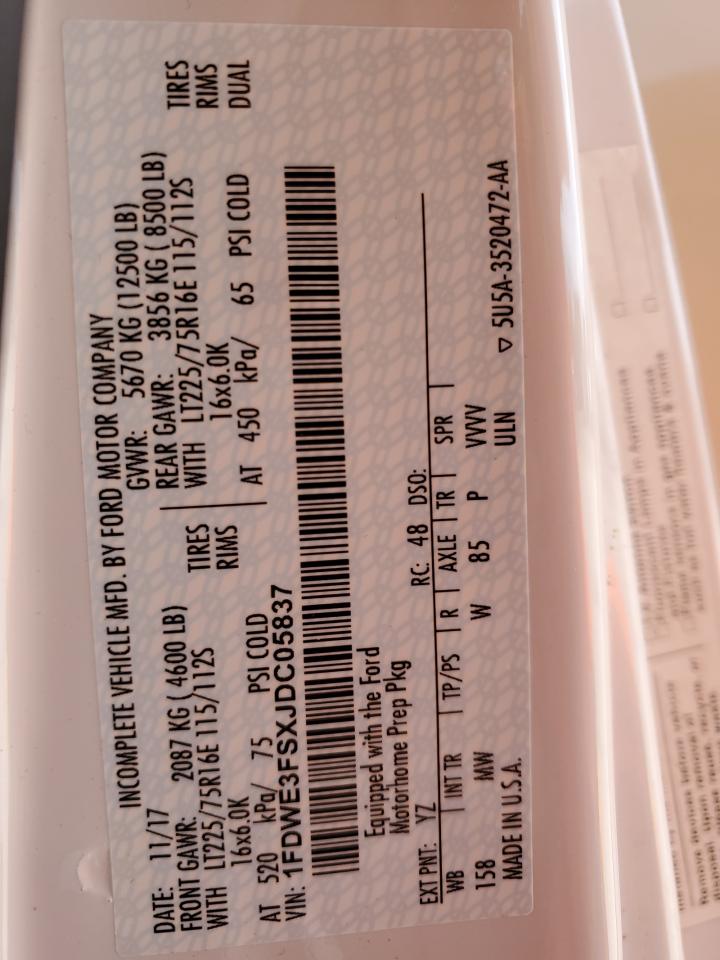 INCOMPLETE VEHICLE MFD. BY FORD MOTOR COMPANY
DATE: 11/17 GVWR: 5670 KG (12500 LB)
FRONT GAWR: 2087 KG ( 4600 LB) REAR GAWR: 3856 KG ( 8500 LB)
WITH LT225/75R16E 115/112S TIRES WITH LT225/75R16E 115/112S TIRES
16x6.0K RIMS 16x6.0K RIMS
AT 520 kPa/ 75 PSI COLD AT 450 kPa/ 65 PSI COLD DUAL
VIN: 1FDWE3FSXJDC05837
Equipped with the Ford
Motorhome Prep Pkg
EXT PNT: YZ RC: 48 DSO:
WB | INT TR | TP/PS | R | AXLE | TR | SPR |
158 MW W 85 P VVVV
MADE IN U.S.A. ULN
▽ 5U5A-3520472-AA